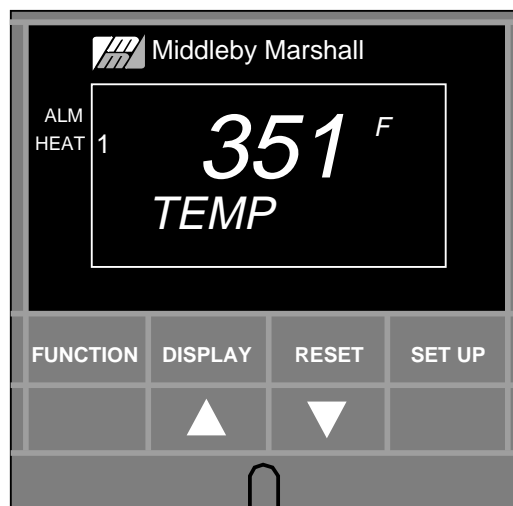 Middleby Marshall
ALM
HEAT 1
351 F
TEMP
FUNCTION DISPLAY RESET SET UP